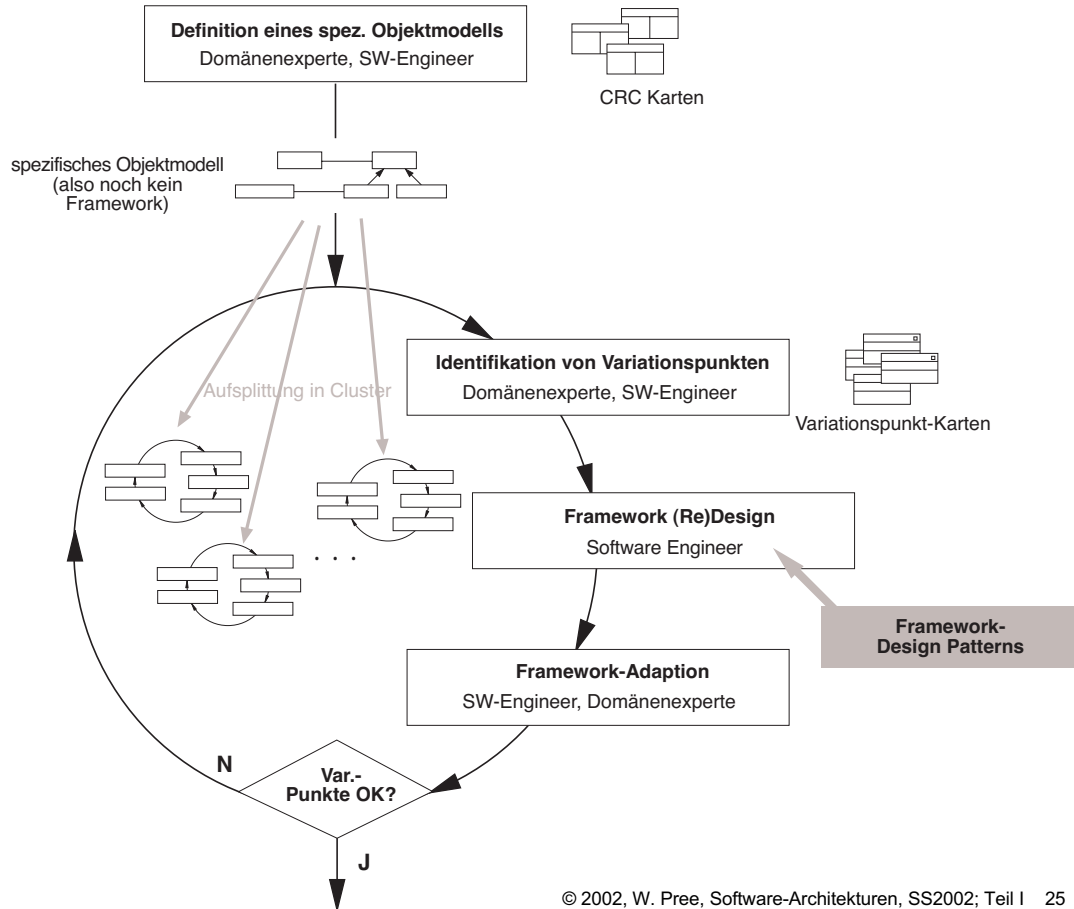 Definition eines spez. Objektmodells
Domänenexperte, SW-Engineer
CRC Karten
spezifisches Objektmodell
(also noch kein
Framework)
Identifikation von Variationspunkten
Domänenexperte, SW-Engineer
Variationspunkt-Karten
Aufsplittung in Cluster
Framework (Re)Design
Software Engineer
. . .
Framework-
Design Patterns
Framework-Adaption
SW-Engineer, Domänenexperte
N
Var.-
Punkte OK?
J
© 2002, W. Pree, Software-Architekturen, SS2002; Teil I 25